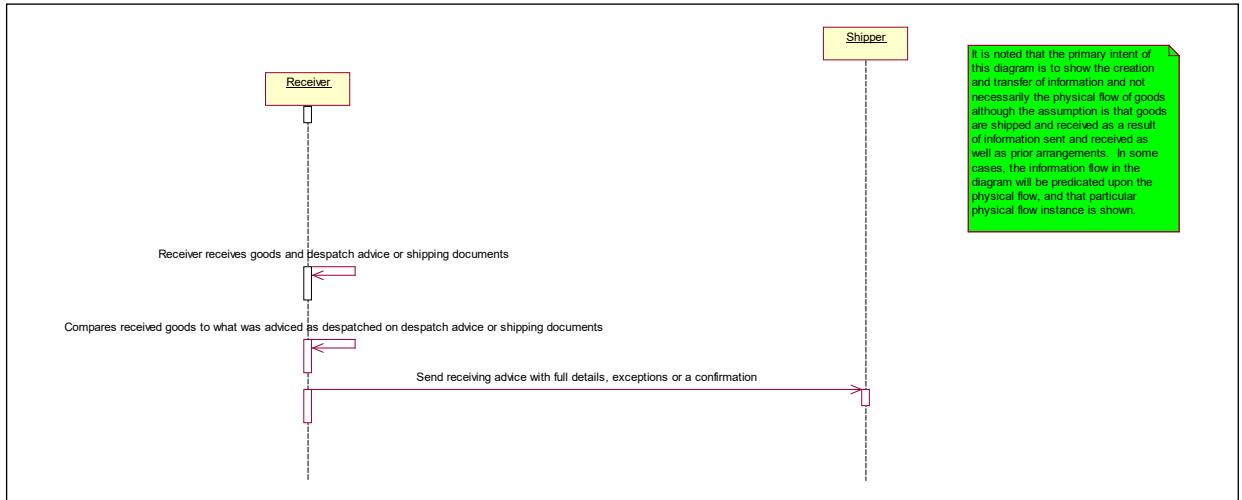 Shipper
Receiver
It is noted that the primary intent of
this diagram is to show the creation
and transfer of information and not
necessarily the physical flow of goods
although the assumption is that goods
are shipped and received as a result
of information sent and received as
well as prior arrangements.  In some
cases, the information flow in the
diagram will be predicated upon the
physical flow, and that particular
physical flow instance is shown.
Receiver receives goods and despatch advice or shipping documents
Compares received goods to what was adviced as despatched on despatch advice or shipping documents
Send receiving advice with full details, exceptions or a confirmation